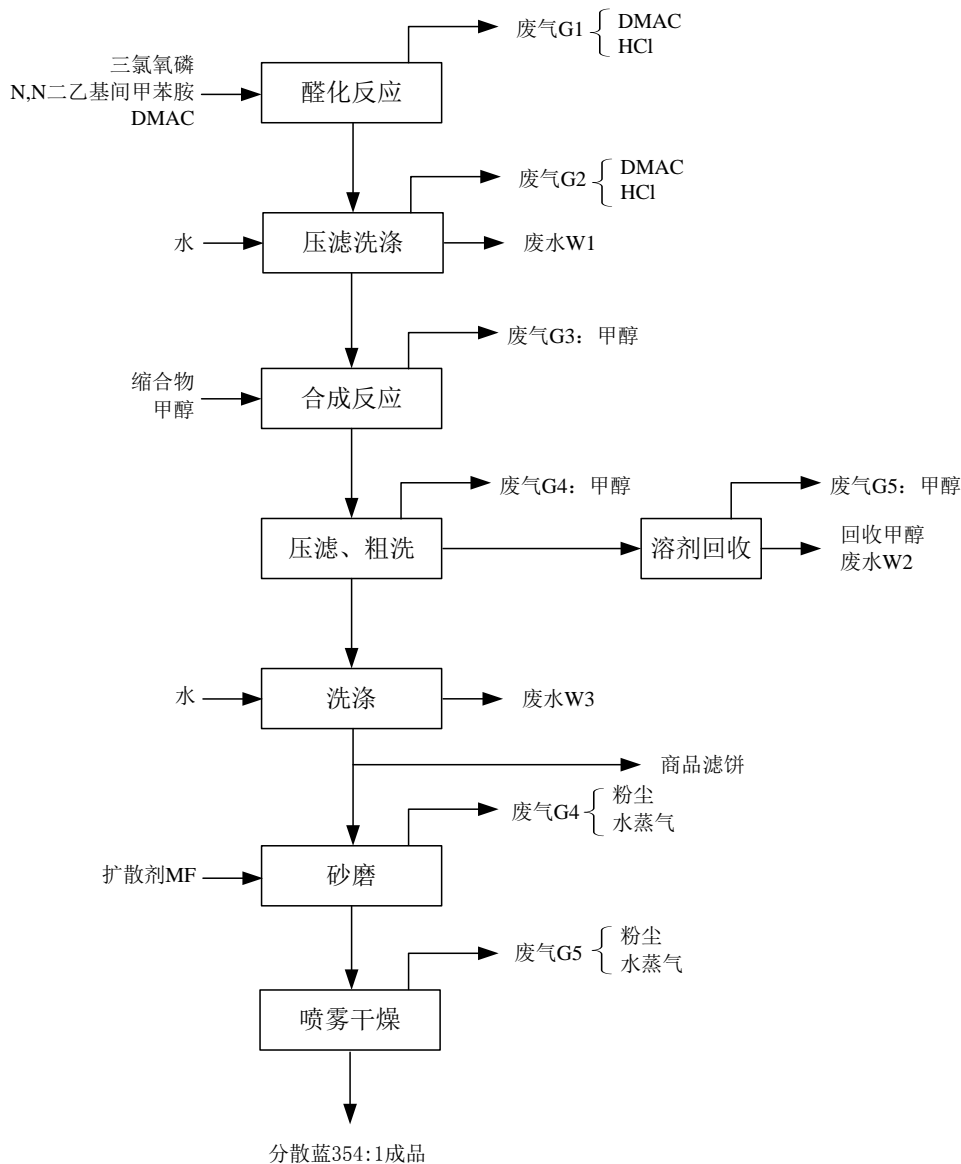 废气G1
DMAC
HCl
三氯氧磷
N,N二乙基间甲苯胺
DMAC
醛化反应
废气G2
DMAC
HCl
水
压滤洗涤
废水W1
废气G3：甲醇
缩合物
甲醇
合成反应
废气G4：甲醇
废气G5：甲醇
压滤、粗洗
溶剂回收
回收甲醇
废水W2
水
洗涤
废水W3
商品滤饼
废气G4
粉尘
水蒸气
扩散剂MF
砂磨
废气G5
粉尘
水蒸气
喷雾干燥
分散蓝354:1成品